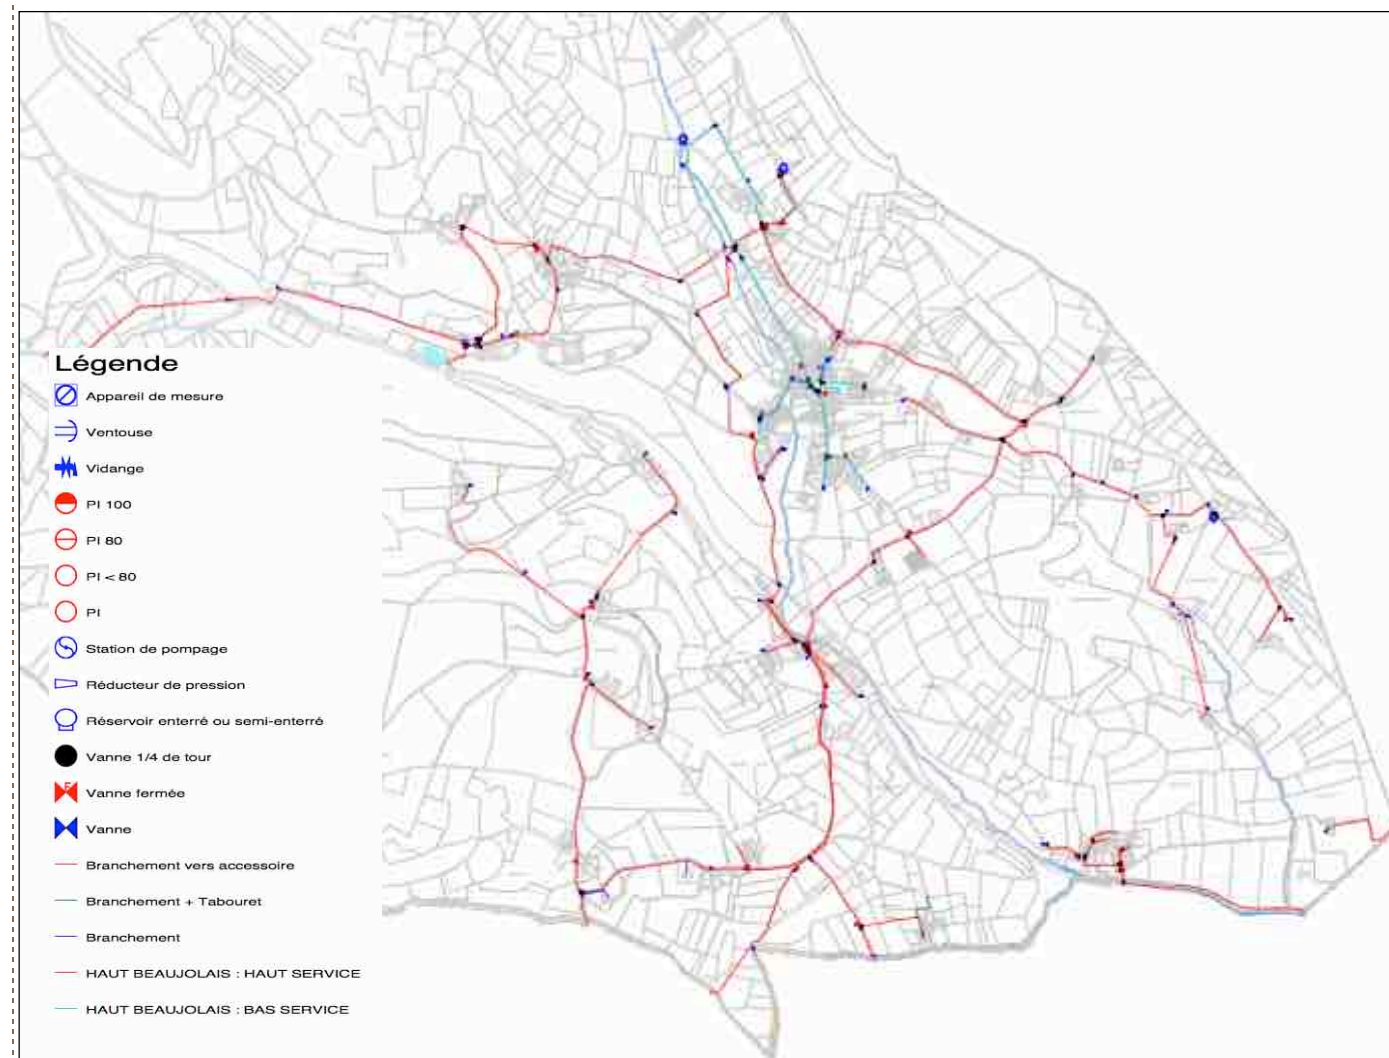 Légende
Appareil de mesure
Ventouse
Vidange
PI 100
PI 80
PI < 80
PI
Station de pompage
Réducteur de pression
Réservoir enterré ou semi-enterré
Vanne 1/4 de tour
F
Vanne fermée
Vanne
Branchement vers accessoire
Branchement + Tabouret
Branchement
HAUT BEAUJOLAIS : HAUT SERVICE
HAUT BEAUJOLAIS : BAS SERVICE